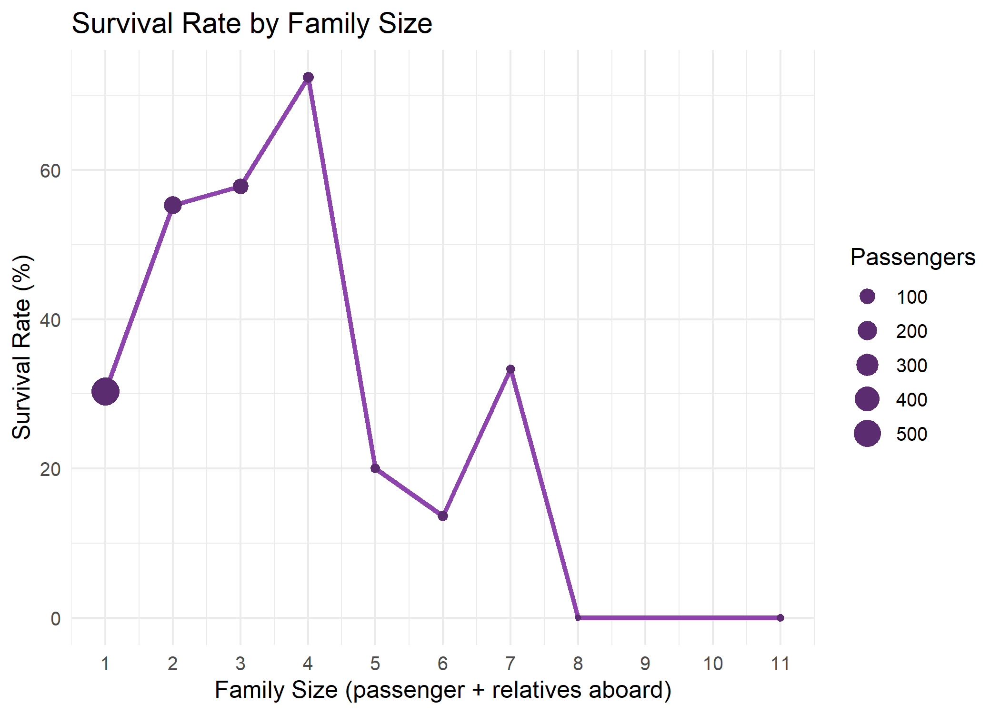 Survival Rate by Family Size
Survival Rate (%)
60
40
20
0
1 2 3 4 5 6 7 8 9 10 11
Family Size (passenger + relatives aboard)
Passengers
100
200
300
400
500